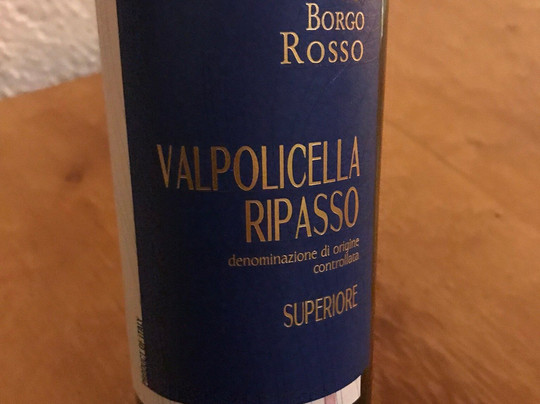 BORGO
ROSSO
VALPOLICELLA
RIPASSO
denominazione di origine
controllata
SUPERIORE